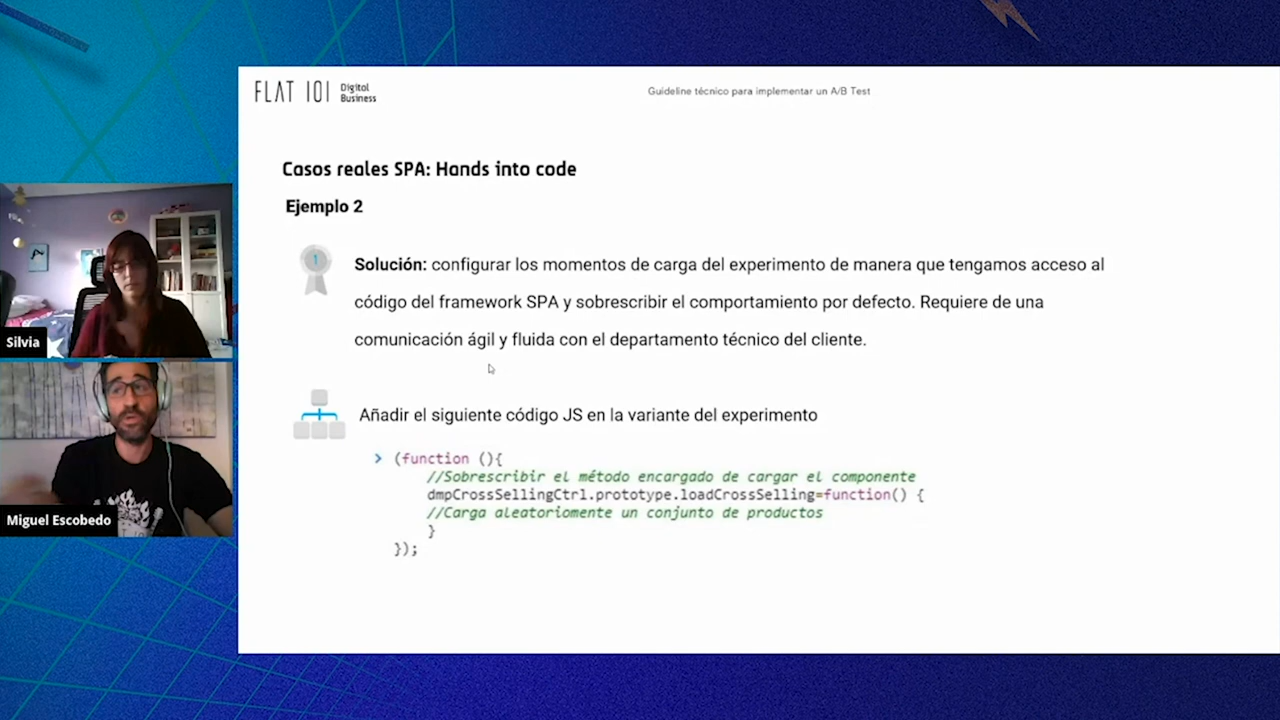 FLAT 101 Digital
Business
Guideline técnico para implementar un A/B Test
Casos reales SPA: Hands into code
Ejemplo 2
1
Solución: configurar los momentos de carga del experimento de manera que tengamos acceso al
código del framework SPA y sobrescribir el comportamiento por defecto. Requiere de una
comunicación ágil y fluida con el departamento técnico del cliente.
Añadir el siguiente código JS en la variante del experimento
> (function (){
//Sobrescribir el método encargado de cargar el componente
dmpCrossSellingCtrl.prototype.loadCrossSelling=function() {
//Carga aleatoriomente un conjunto de productos
}
});
Silvia
Miguel Escobedo